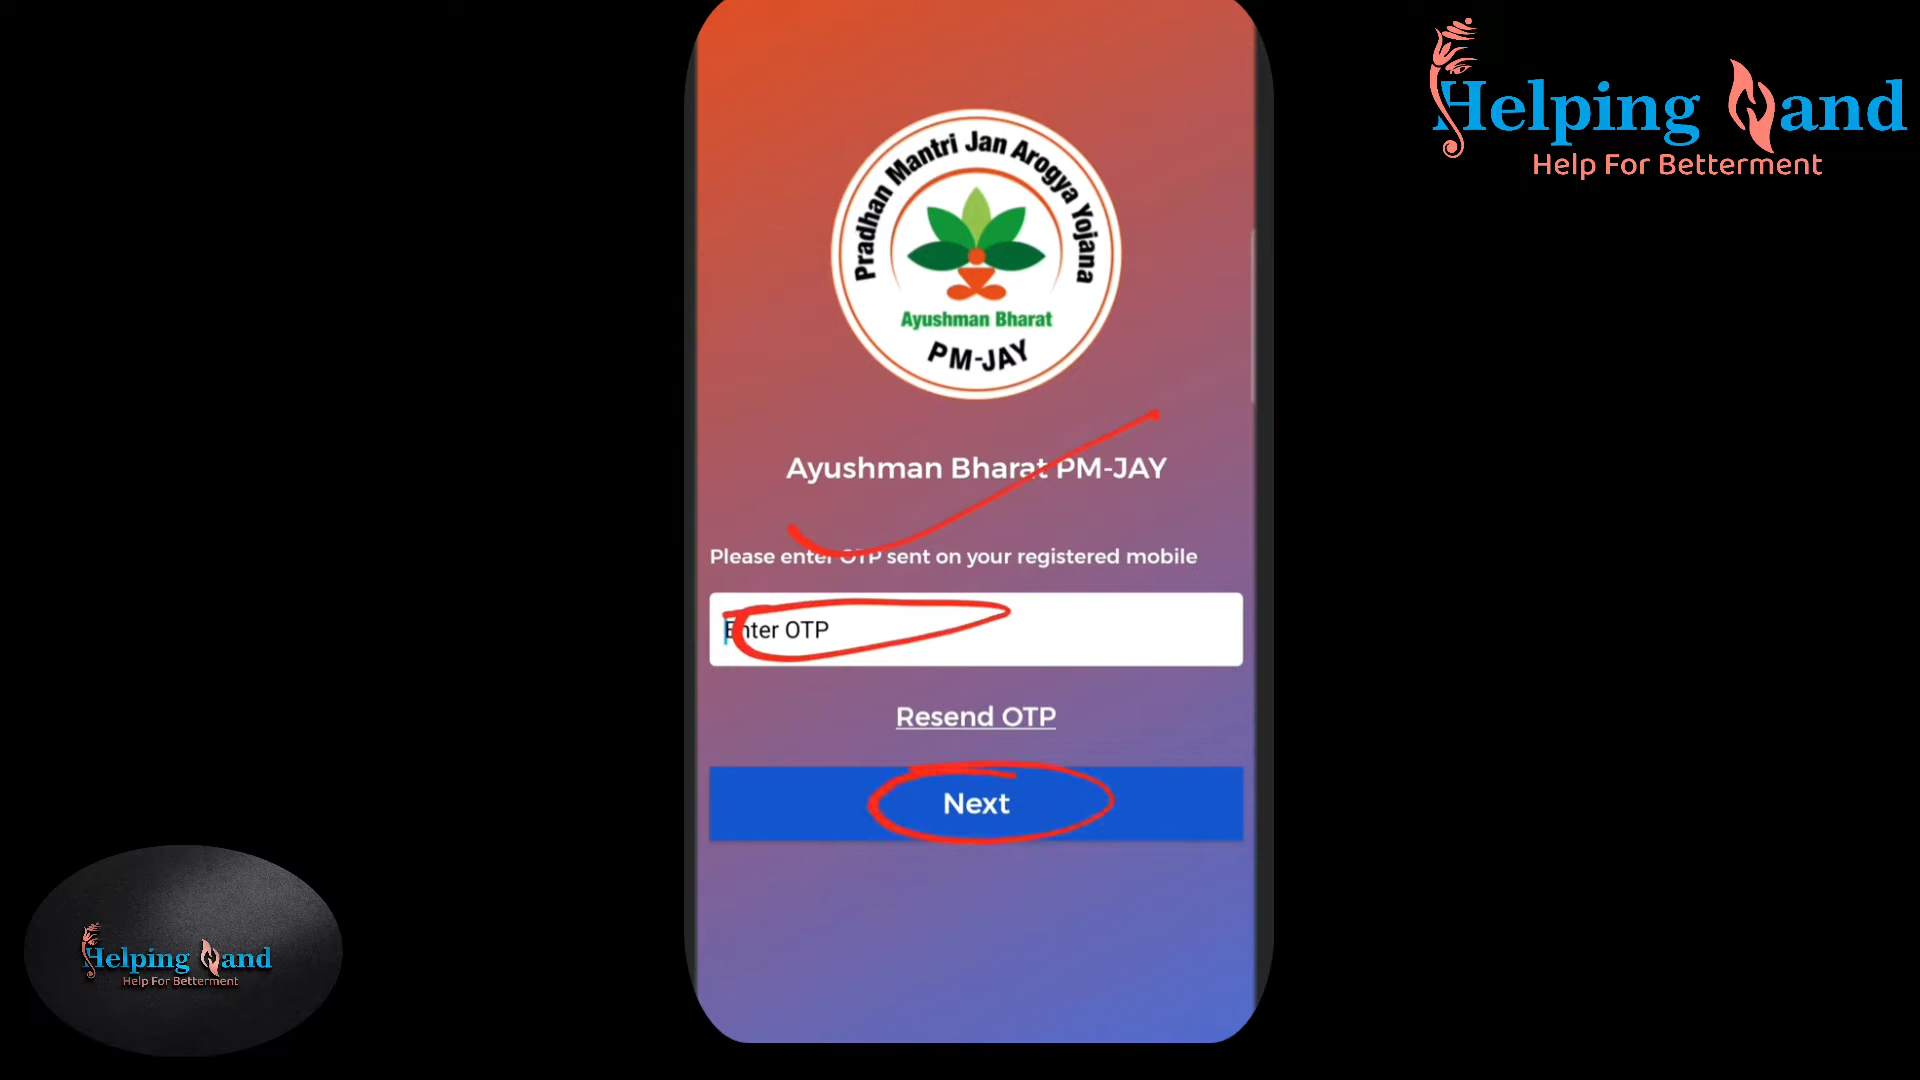 Helping Hand
Help For Betterment
Pradhan Mantri Jan Arogya Yojana
Ayushman Bharat
PM-JAY
Ayushman Bharat PM-JAY
Please enter OTP sent on your registered mobile
Enter OTP
Resend OTP
Next
Helping Hand
Help For Betterment